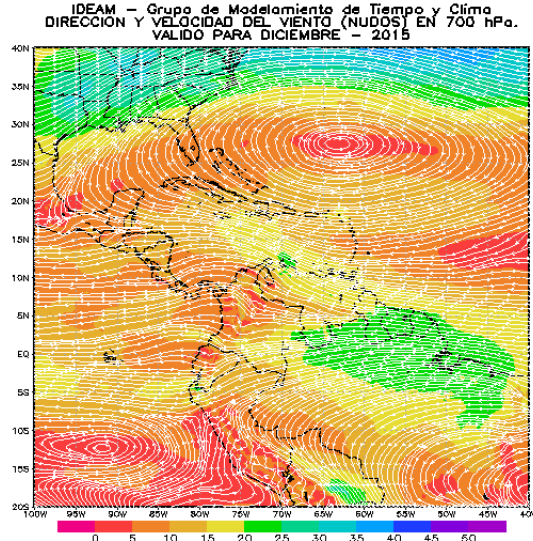 IDEAM – Grupo de Modelamiento de Tiempo y Clima
DIRECCION Y VELOCIDAD DEL VIENTO (NUDOS) EN 700 hPa.
VALIDO PARA DICIEMBRE – 2015
40N
35N
30N
25N
20N
15N
10N
5N
EQ
5S
10S
15S
20S
100W 95W 90W 85W 80W 75W 70W 65W 60W 55W 50W 45W 40W
0 5 10 15 20 25 30 35 40 45 50